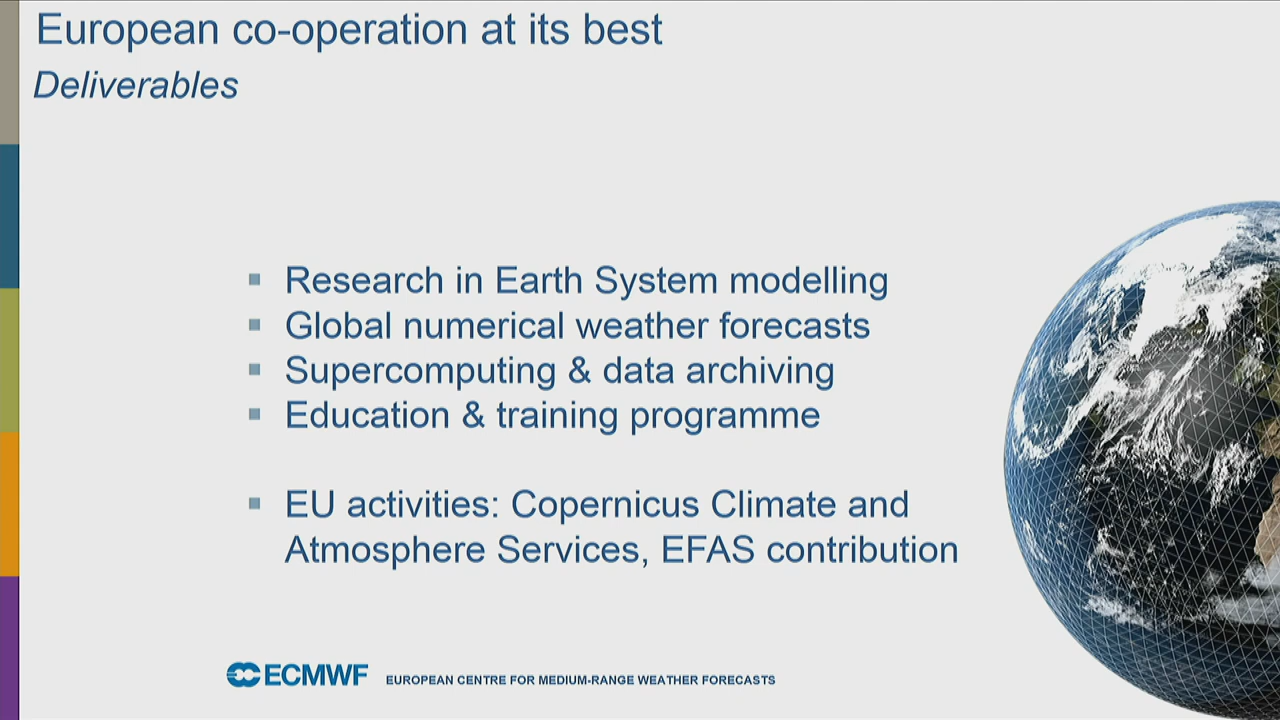 European co-operation at its best
Deliverables
Research in Earth System modelling
Global numerical weather forecasts
Supercomputing & data archiving
Education & training programme
EU activities: Copernicus Climate and
Atmosphere Services, EFAS contribution
ECMWF EUROPEAN CENTRE FOR MEDIUM-RANGE WEATHER FORECASTS